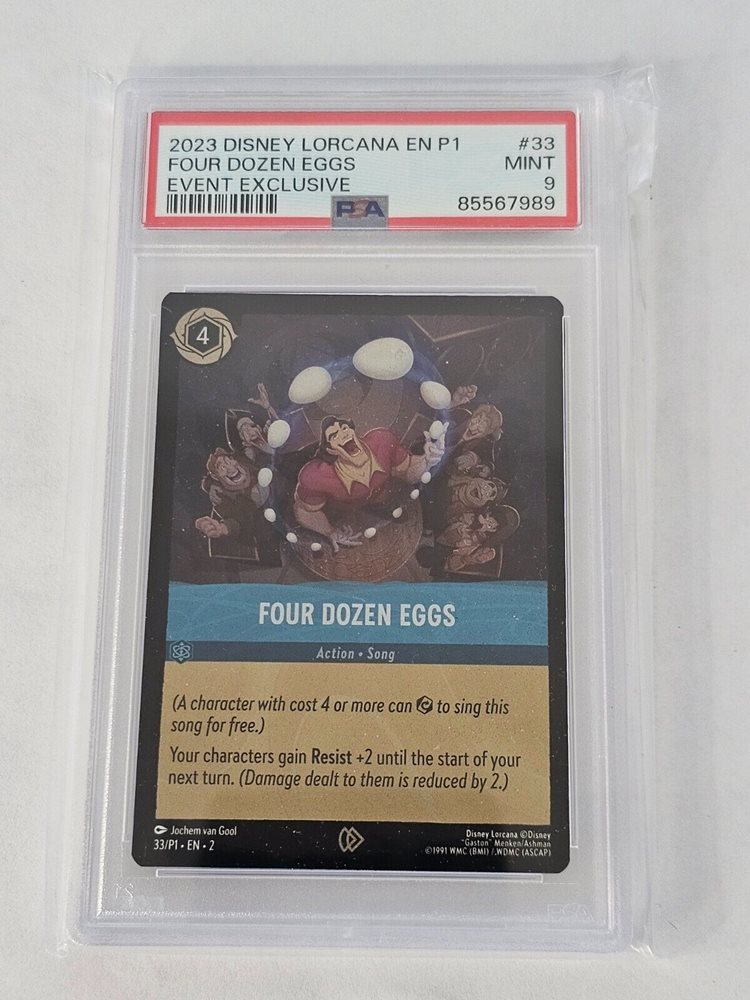 2023 DISNEY LORCANA EN P1 #33
FOUR DOZEN EGGS MINT
EVENT EXCLUSIVE 9
PSA 85567989
4
FOUR DOZEN EGGS
Action • Song
(A character with cost 4 or more can to sing this
song for free.)
Your characters gain Resist +2 until the start of your
next turn. (Damage dealt to them is reduced by 2.)
Jochem van Gool
33/P1 • EN • 2
Disney Lorcana ©Disney
"Gaston" Menken/Ashman
©1991 WMC (BMI) /,WDMC (ASCAP)